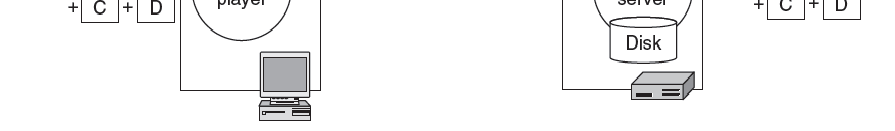 player
server
+ C + D
+ C + D
Disk